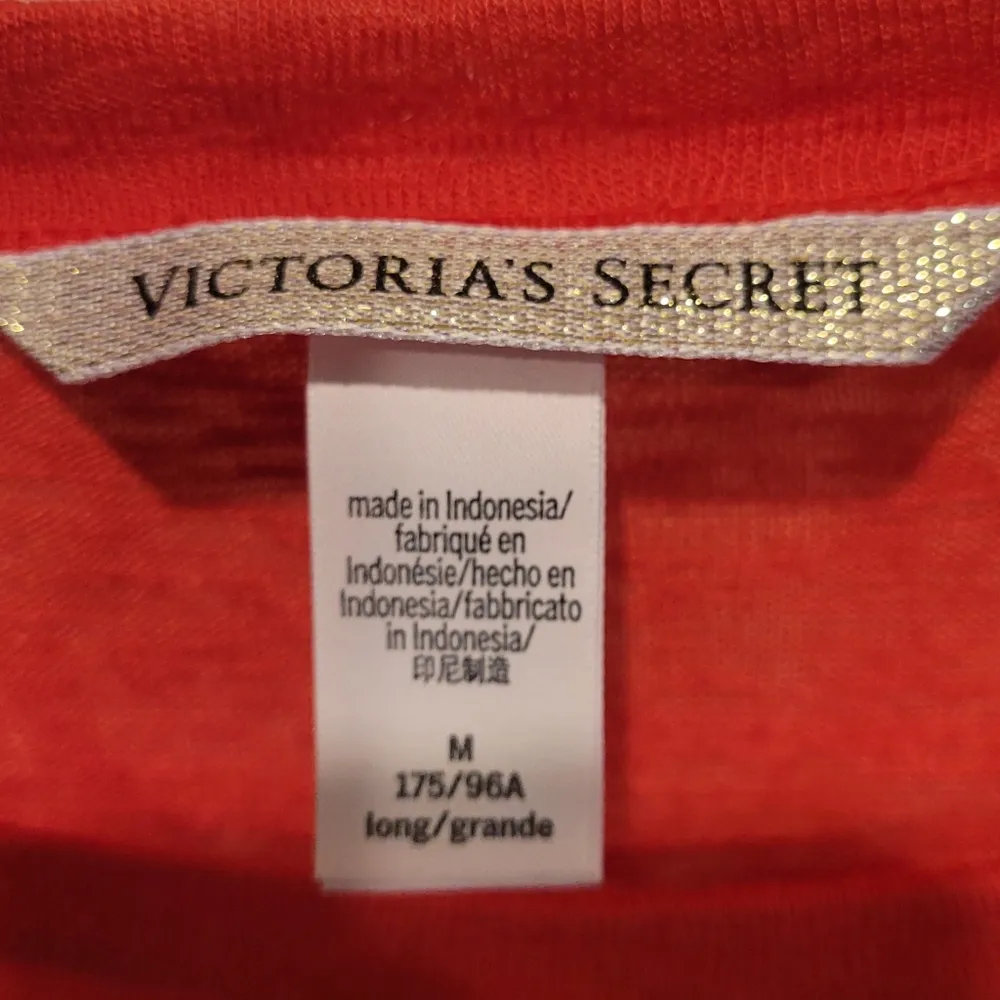 VICTORIA'S SECRET
made in Indonesia/
fabriqué en
Indonésie/hecho en
Indonesia/fabbricato
in Indonesia/
印尼制造
M
175/96A
long/grande